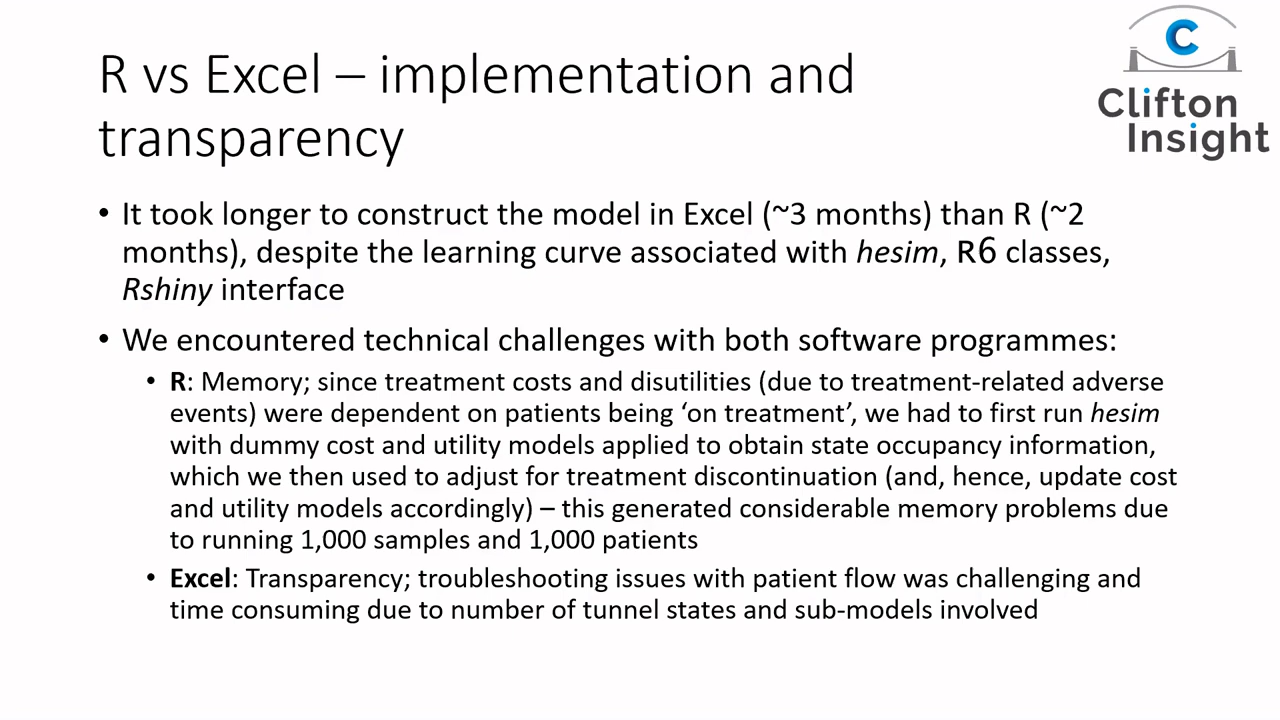 R vs Excel – implementation and
transparency
C
Clifton
Insight
• It took longer to construct the model in Excel (~3 months) than R (~2
months), despite the learning curve associated with hesim, R6 classes,
Rshiny interface
• We encountered technical challenges with both software programmes:
• R: Memory; since treatment costs and disutilities (due to treatment-related adverse
events) were dependent on patients being ‘on treatment’, we had to first run hesim
with dummy cost and utility models applied to obtain state occupancy information,
which we then used to adjust for treatment discontinuation (and, hence, update cost
and utility models accordingly) – this generated considerable memory problems due
to running 1,000 samples and 1,000 patients
• Excel: Transparency; troubleshooting issues with patient flow was challenging and
time consuming due to number of tunnel states and sub-models involved